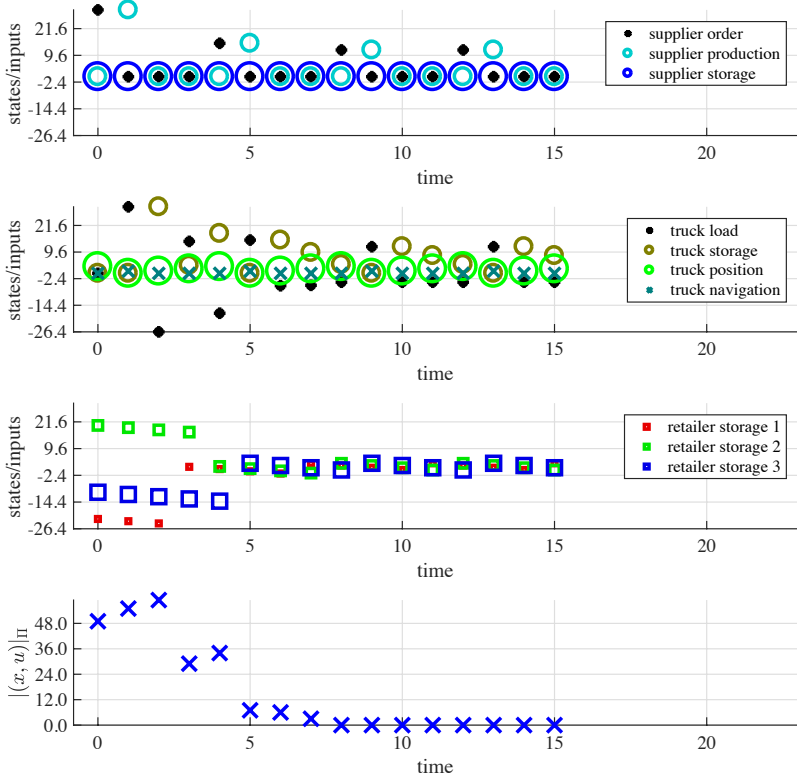 states/inputs
21.6
9.6
-2.4
-14.4
-26.4
supplier order
supplier production
supplier storage
0 5 10 15 20
time
states/inputs
21.6
9.6
-2.4
-14.4
-26.4
truck load
truck storage
truck position
truck navigation
0 5 10 15 20
time
states/inputs
21.6
9.6
-2.4
-14.4
-26.4
retailer storage 1
retailer storage 2
retailer storage 3
0 5 10 15 20
time
|(x, u)|_Π
48.0
36.0
24.0
12.0
0.0
0 5 10 15 20
time